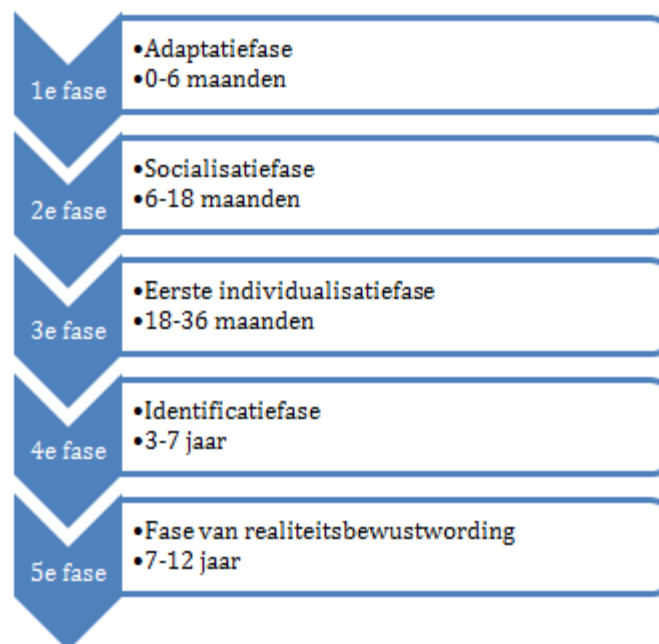 1e fase
•Adaptatiefase
•0-6 maanden
2e fase
•Socialisatiefase
•6-18 maanden
3e fase
•Eerste individualisatiefase
•18-36 maanden
4e fase
•Identificatiefase
•3-7 jaar
5e fase
•Fase van realiteitsbewustwording
•7-12 jaar